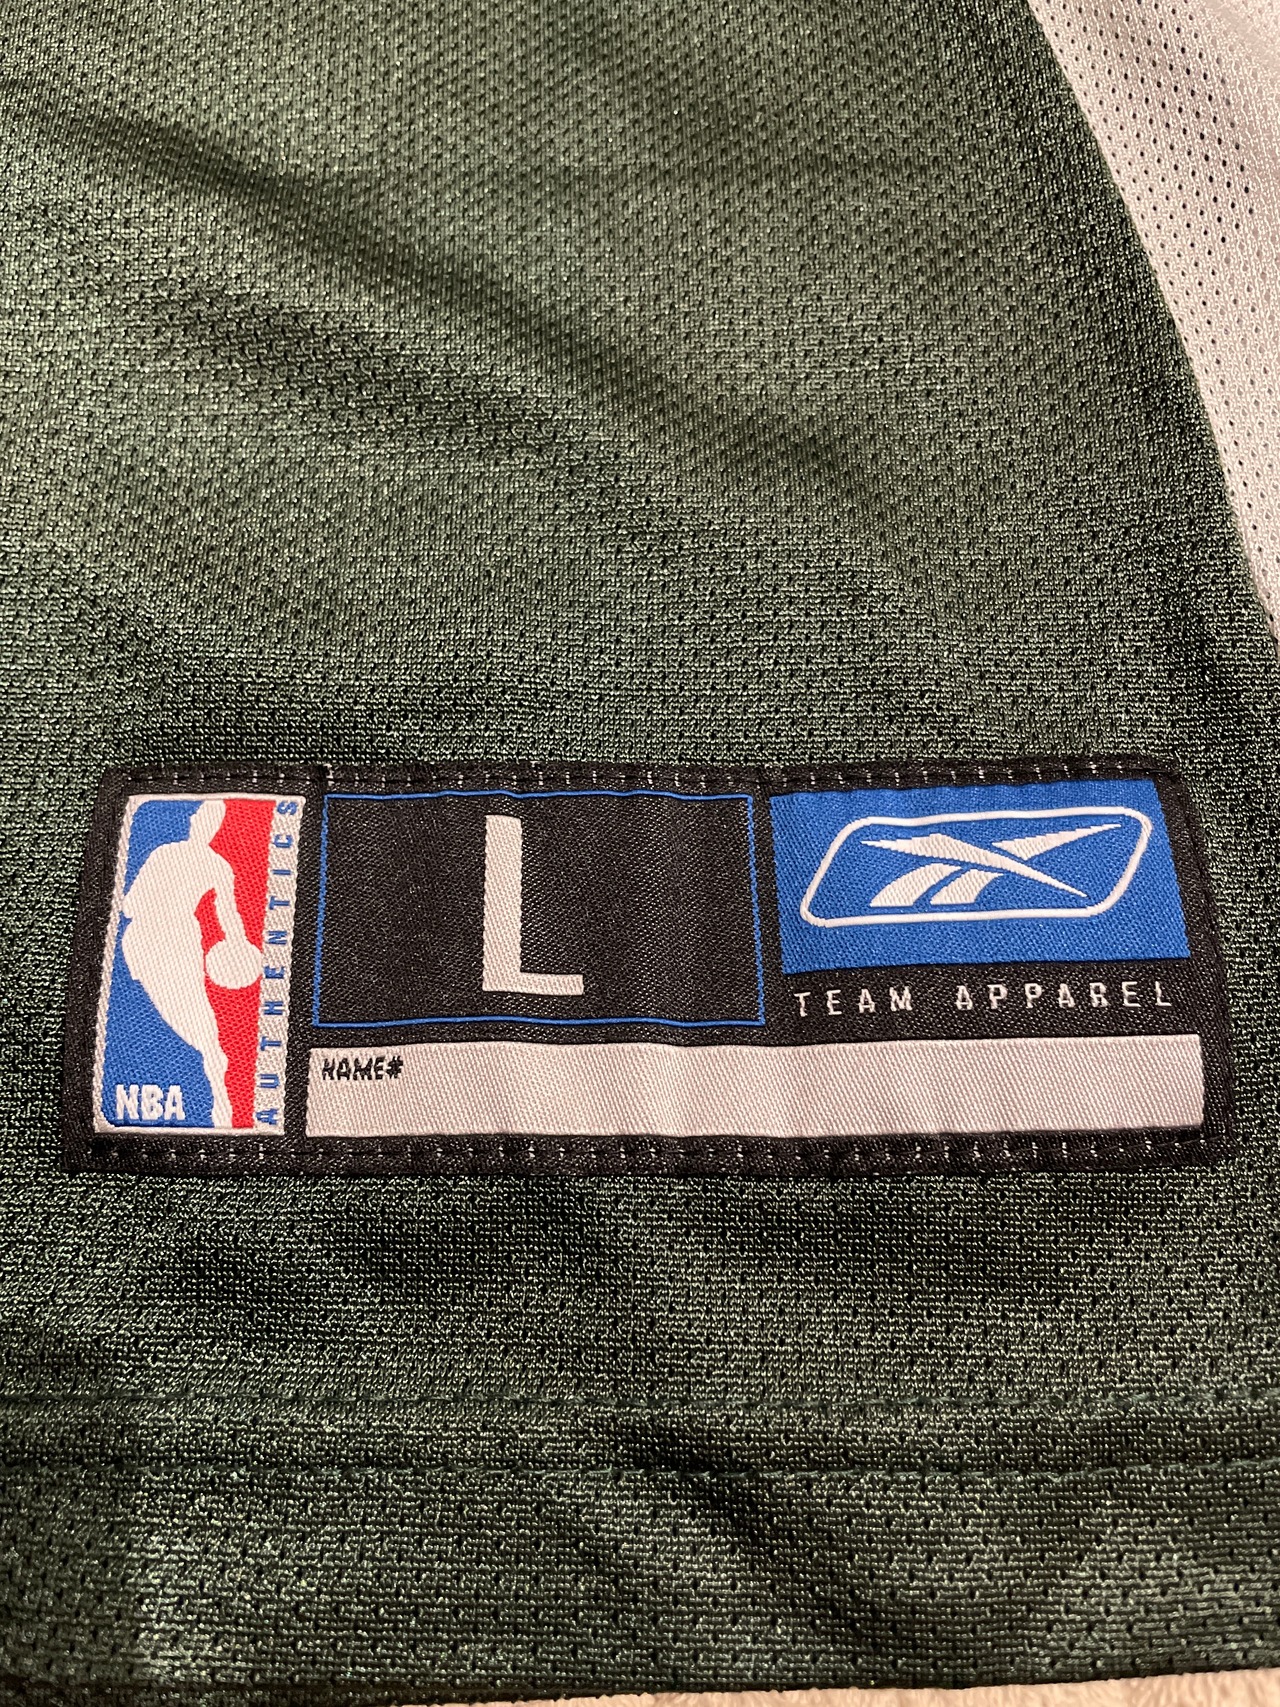 NBA
AUTHENTICS
L
TEAM APPAREL
NAME#